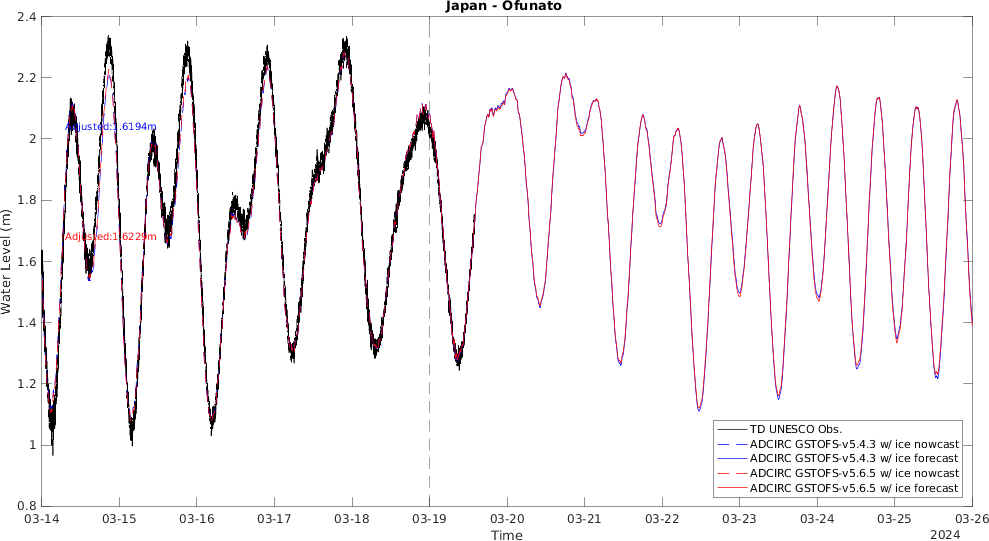 Japan - Ofunato
Water Level (m)
2.4
2.2
2
1.8
1.6
1.4
1.2
1
0.8
Adjusted:1.6194m
Adjusted:1.6229m
TD UNESCO Obs.
ADCIRC GSTOFS-v5.4.3 w/ ice nowcast
ADCIRC GSTOFS-v5.4.3 w/ ice forecast
ADCIRC GSTOFS-v5.6.5 w/ ice nowcast
ADCIRC GSTOFS-v5.6.5 w/ ice forecast
03-14 03-15 03-16 03-17 03-18 03-19 03-20 03-21 03-22 03-23 03-24 03-25 03-26
Time
2024